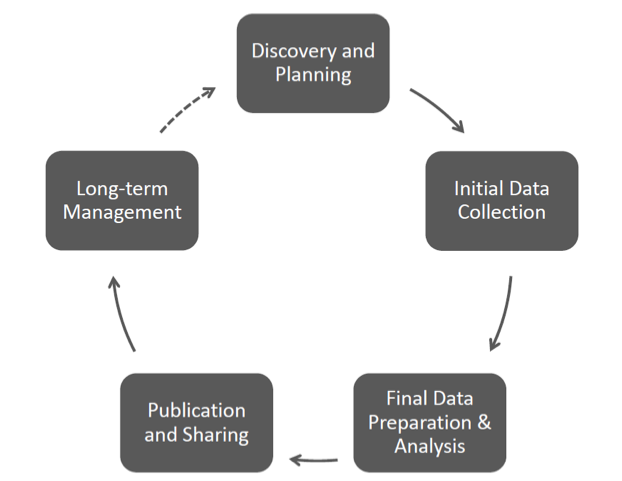 Discovery and
Planning
Initial Data
Collection
Final Data
Preparation &
Analysis
Publication
and Sharing
Long-term
Management